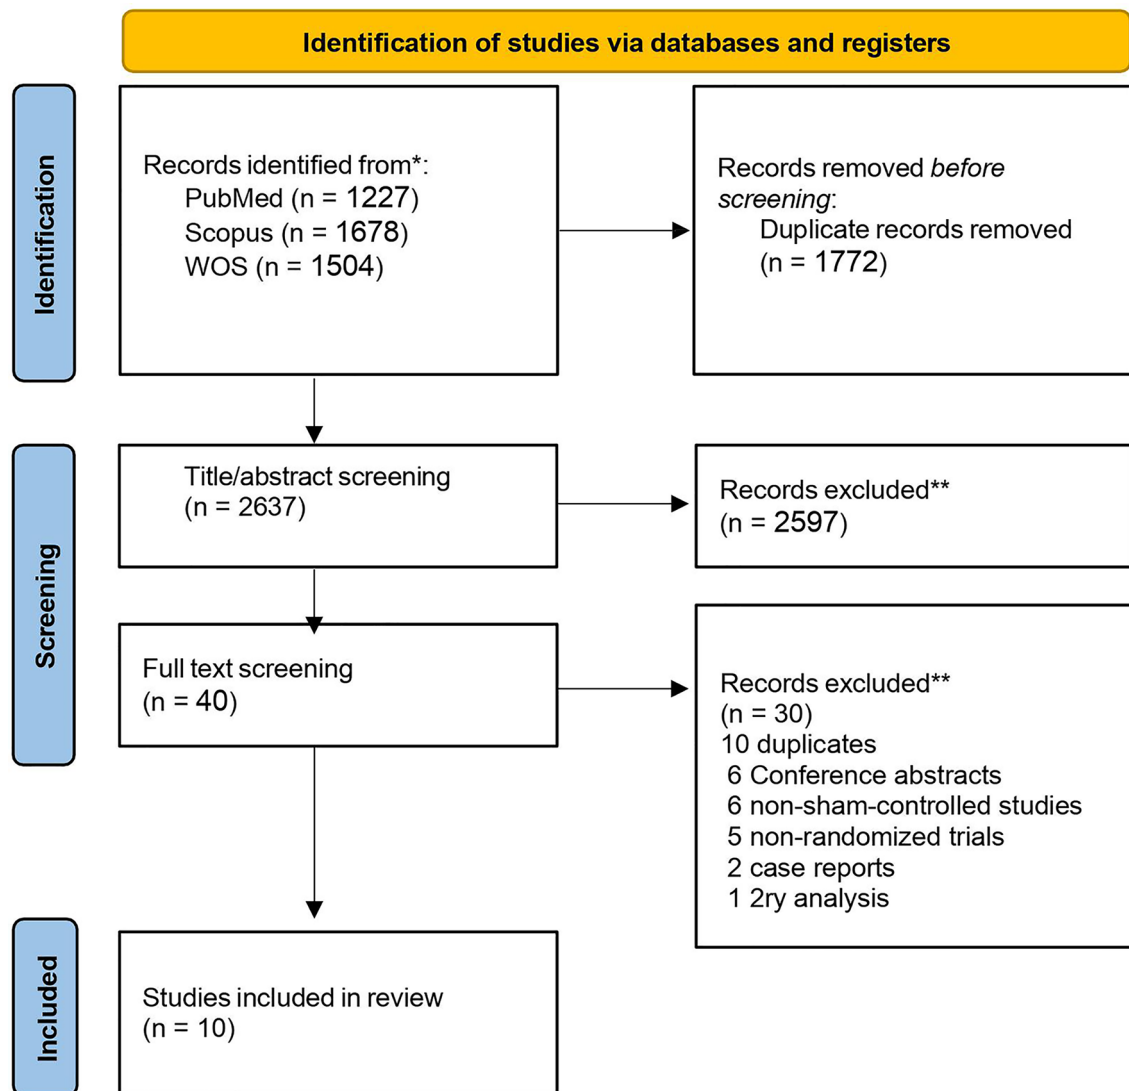 Identification of studies via databases and registers
Identification
Records identified from*:
PubMed (n = 1227)
Scopus (n = 1678)
WOS (n = 1504)
Records removed before
screening:
Duplicate records removed
(n = 1772)
Screening
Title/abstract screening
(n = 2637)
Records excluded**
(n = 2597)
Full text screening
(n = 40)
Records excluded**
(n = 30)
10 duplicates
6 Conference abstracts
6 non-sham-controlled studies
5 non-randomized trials
2 case reports
1 2ry analysis
Included
Studies included in review
(n = 10)